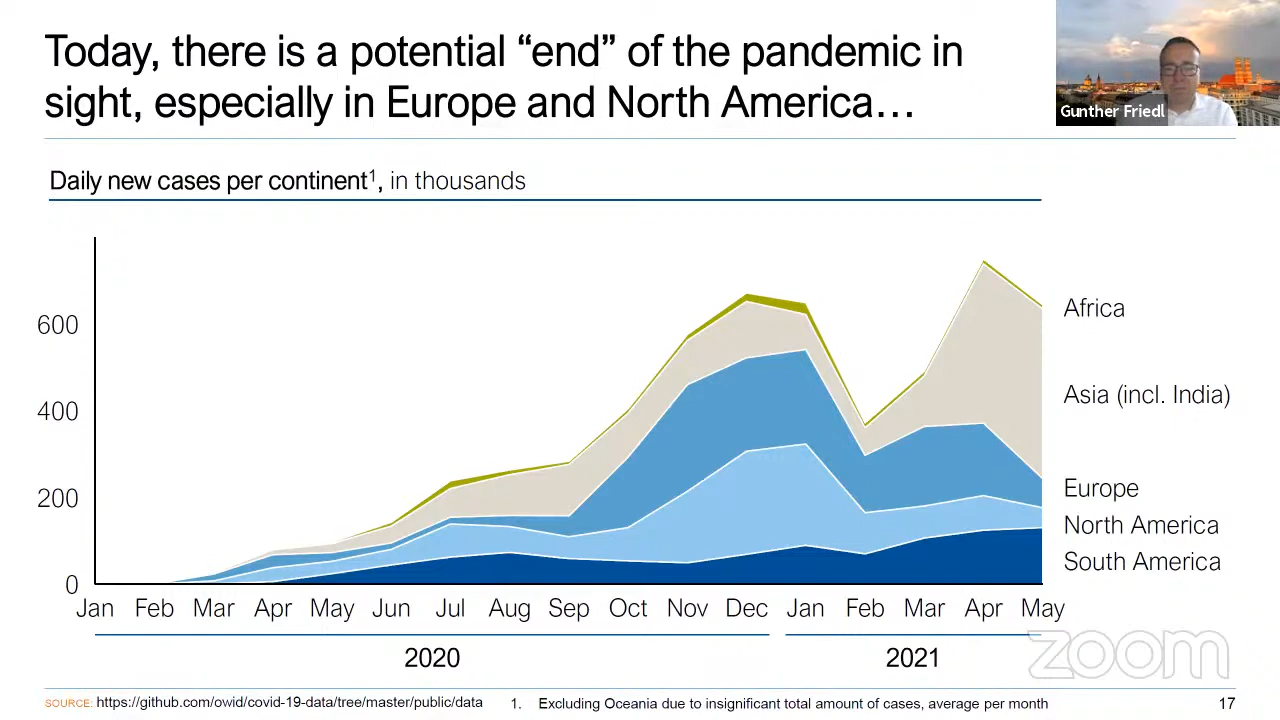 Today, there is a potential “end” of the pandemic in
sight, especially in Europe and North America…
Gunther Friedl
Daily new cases per continent¹, in thousands
600
400
200
0
Africa
Asia (incl. India)
Europe
North America
South America
Jan Feb Mar Apr May Jun Jul Aug Sep Oct Nov Dec Jan Feb Mar Apr May
2020 2021
zoom
SOURCE: https://github.com/owid/covid-19-data/tree/master/public/data 1. Excluding Oceania due to insignificant total amount of cases, average per month 17